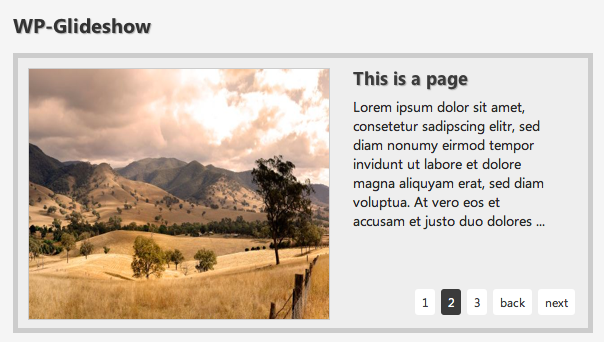 WP-Glideshow
This is a page
Lorem ipsum dolor sit amet,
consetetur sadipscing elitr, sed
diam nonumy eirmod tempor
invidunt ut labore et dolore
magna aliquyam erat, sed diam
voluptua. At vero eos et
accusam et justo duo dolores ...
1 2 3 back next